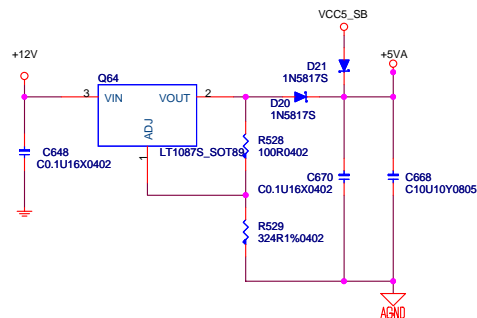 VCC5_SB
+12V
+5VA
D21
1N5817S
Q64
3
VIN
VOUT
2
ADJ
1
LT1087S_SOT89
D20
1N5817S
C648
C0.1U16X0402
R528
100R0402
C670
C0.1U16X0402
C668
C10U10Y0805
R529
324R1%0402
AGND